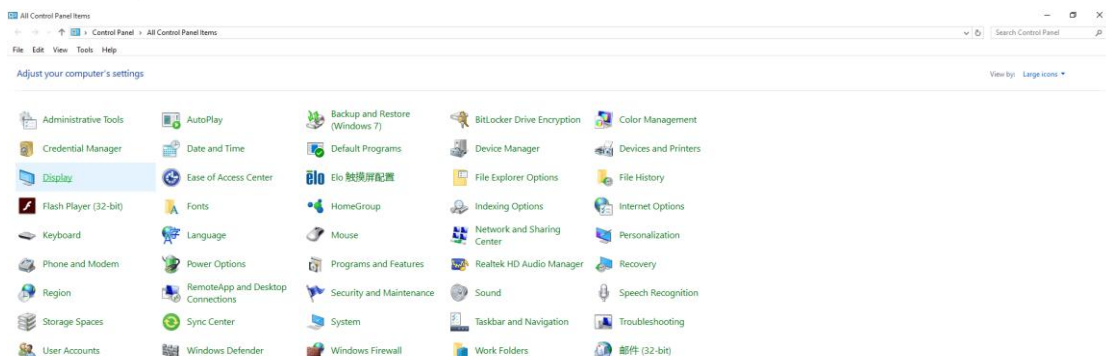 All Control Panel Items
Control Panel > All Control Panel Items
Search Control Panel
File Edit View Tools Help
Adjust your computer's settings
View by: Large icons
Administrative Tools
AutoPlay
Backup and Restore
(Windows 7)
BitLocker Drive Encryption
Color Management
Credential Manager
Date and Time
Default Programs
Device Manager
Devices and Printers
Display
Ease of Access Center
elo
Elo 触摸屏配置
File Explorer Options
File History
Flash Player (32-bit)
Fonts
HomeGroup
Indexing Options
Internet Options
Keyboard
Language
Mouse
Network and Sharing
Center
Personalization
Phone and Modem
Power Options
Programs and Features
Realtek HD Audio Manager
Recovery
Region
RemoteApp and Desktop
Connections
Security and Maintenance
Sound
Speech Recognition
Storage Spaces
Sync Center
System
Taskbar and Navigation
Troubleshooting
User Accounts
Windows Defender
Windows Firewall
Work Folders
邮件 (32-bit)